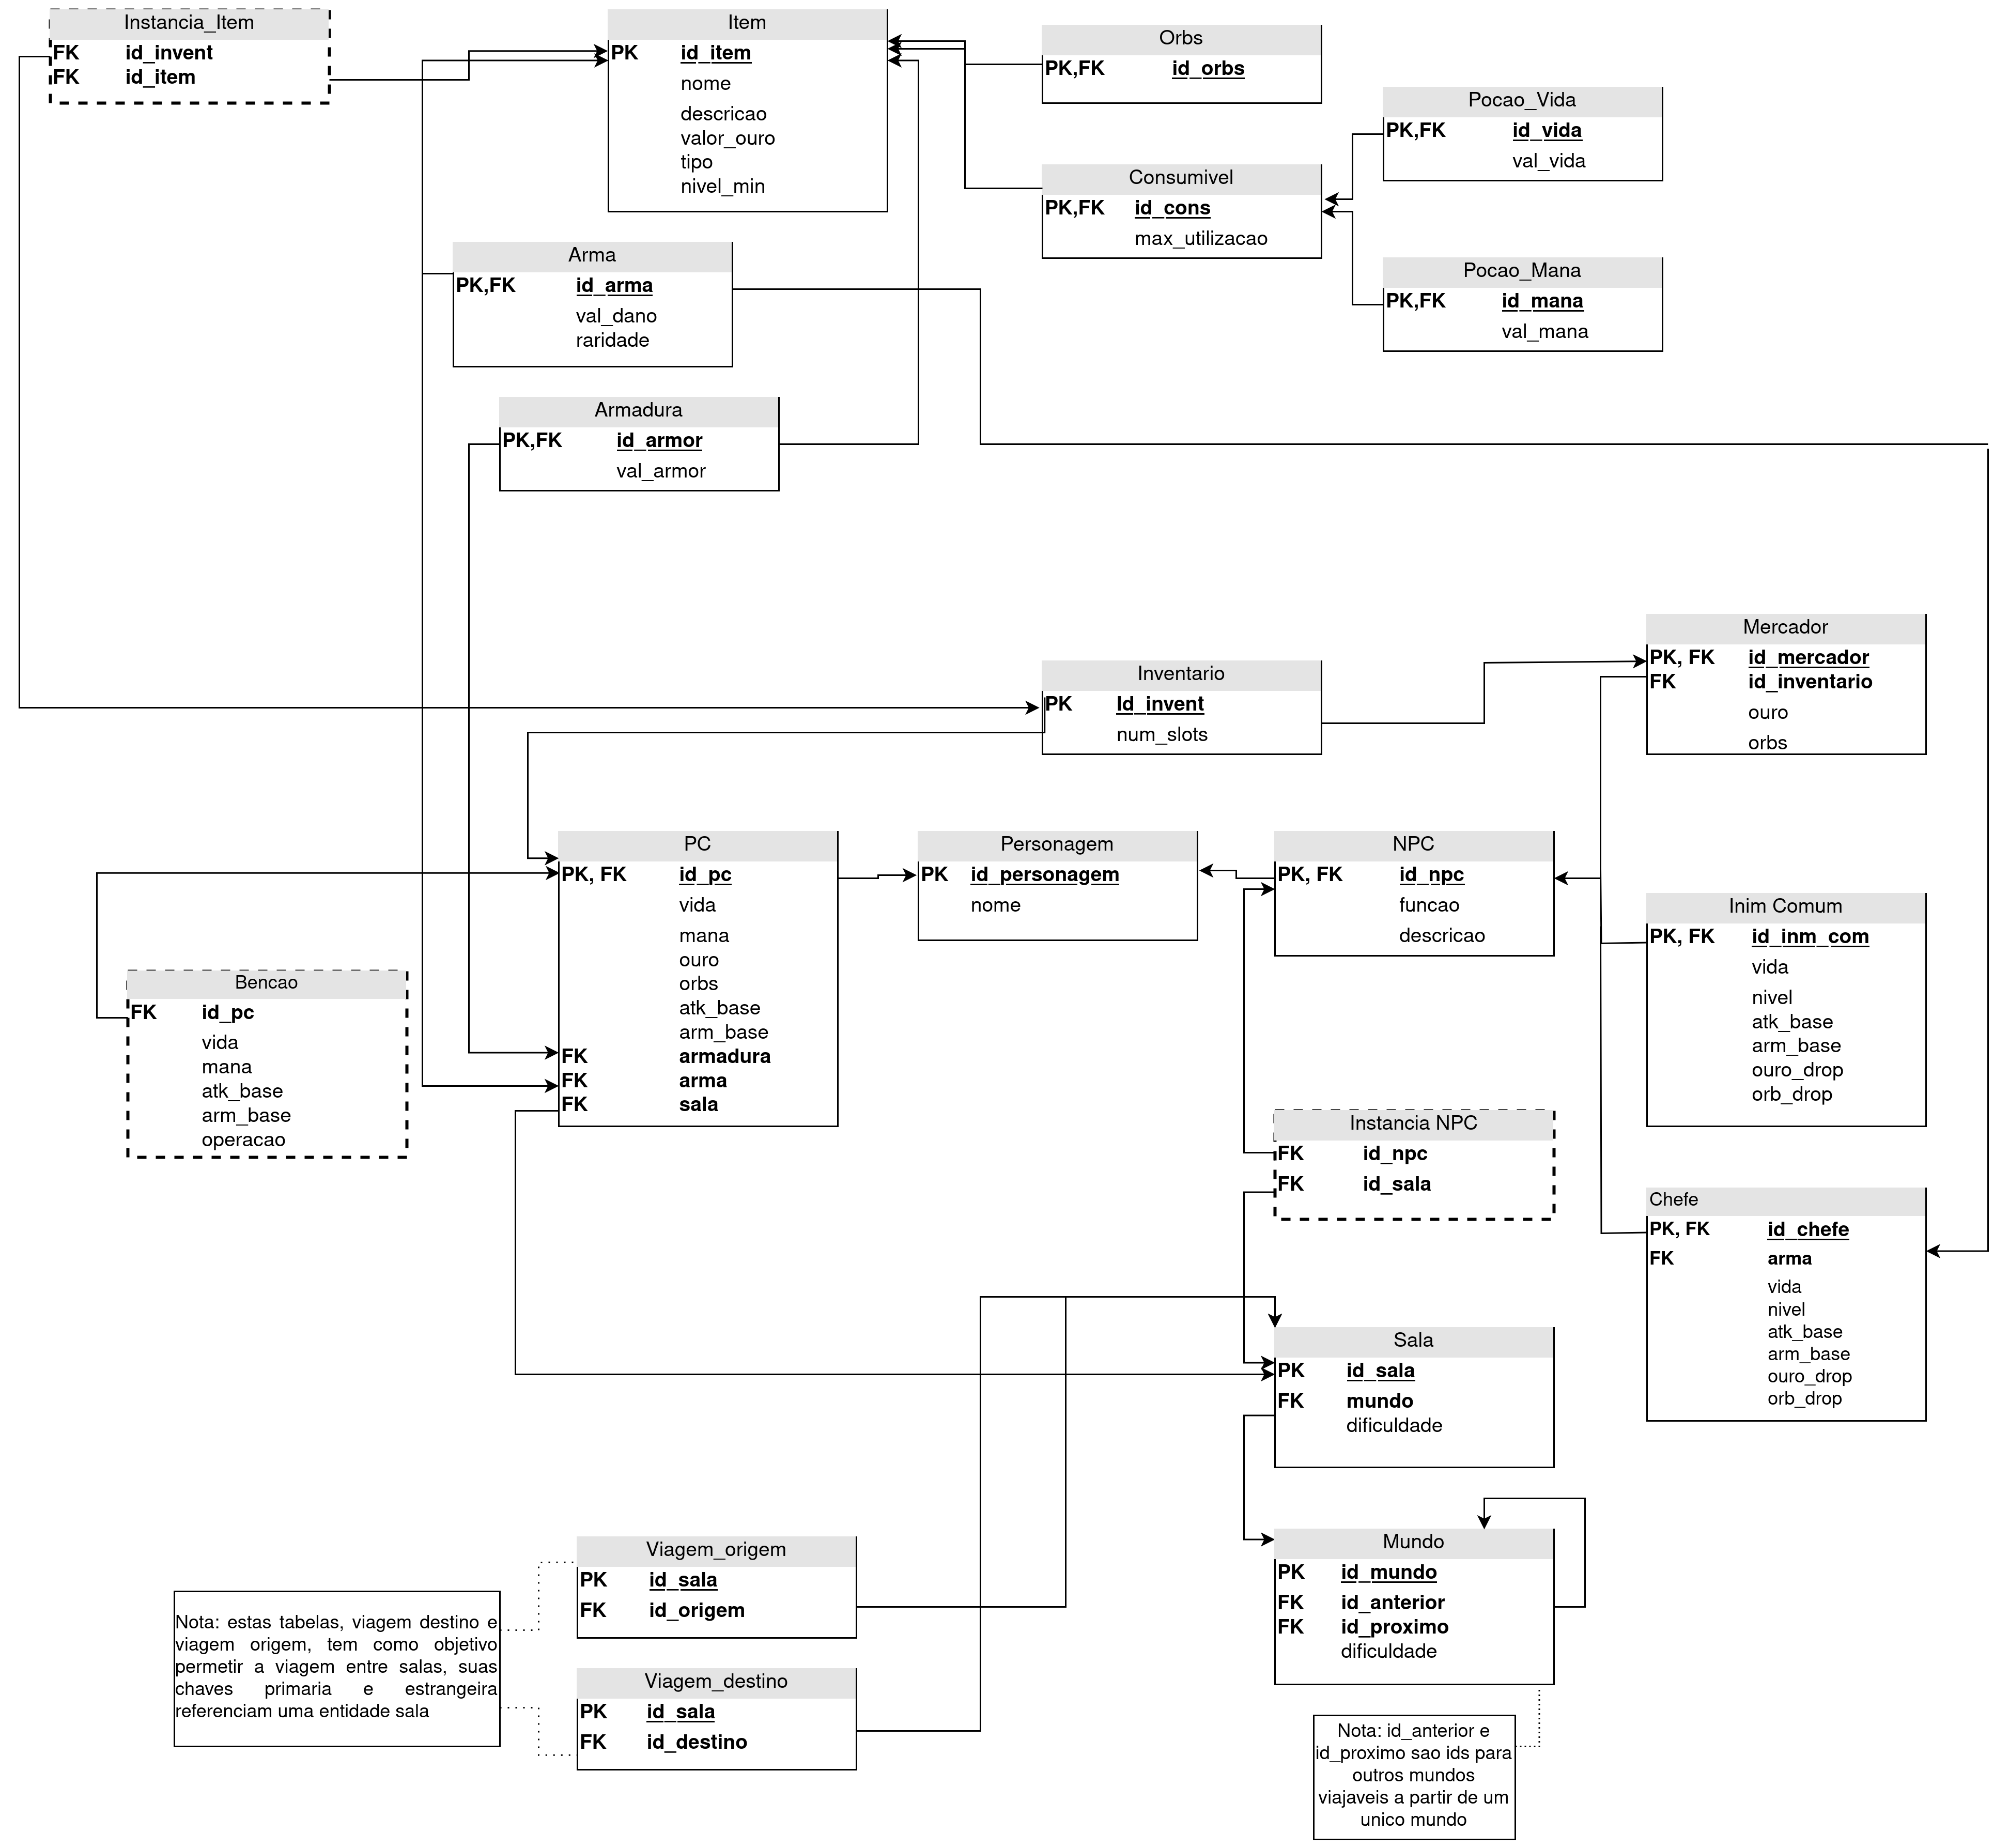 Instancia_Item
FK id_invent
FK id_item
Item
PK id_item
nome
descricao
valor_ouro
tipo
nivel_min
Orbs
PK,FK id_orbs
Pocao_Vida
PK,FK id_vida
val_vida
Consumivel
PK,FK id_cons
max_utilizacao
Pocao_Mana
PK,FK id_mana
val_mana
Arma
PK,FK id_arma
val_dano
raridade
Armadura
PK,FK id_armor
val_armor
Mercador
PK, FK id_mercador
FK id_inventario
ouro
orbs
Inventario
PK Id_invent
num_slots
PC
PK, FK id_pc
vida
mana
ouro
orbs
atk_base
arm_base
FK armadura
FK arma
FK sala
Personagem
PK id_personagem
nome
NPC
PK, FK id_npc
funcao
descricao
Inim Comum
PK, FK id_inm_com
vida
nivel
atk_base
arm_base
ouro_drop
orb_drop
Bencao
FK id_pc
vida
mana
atk_base
arm_base
operacao
Instancia NPC
FK id_npc
FK id_sala
Chefe
PK, FK id_chefe
FK arma
vida
nivel
atk_base
arm_base
ouro_drop
orb_drop
Sala
PK id_sala
FK mundo
dificuldade
Mundo
PK id_mundo
FK id_anterior
FK id_proximo
dificuldade
Viagem_origem
PK id_sala
FK id_origem
Nota: estas tabelas, viagem destino e
viagem origem, tem como objetivo
permetir a viagem entre salas, suas
chaves primaria e estrangeira
referenciam uma entidade sala
Viagem_destino
PK id_sala
FK id_destino
Nota: id_anterior e
id_proximo sao ids para
outros mundos
viajaveis a partir de um
unico mundo